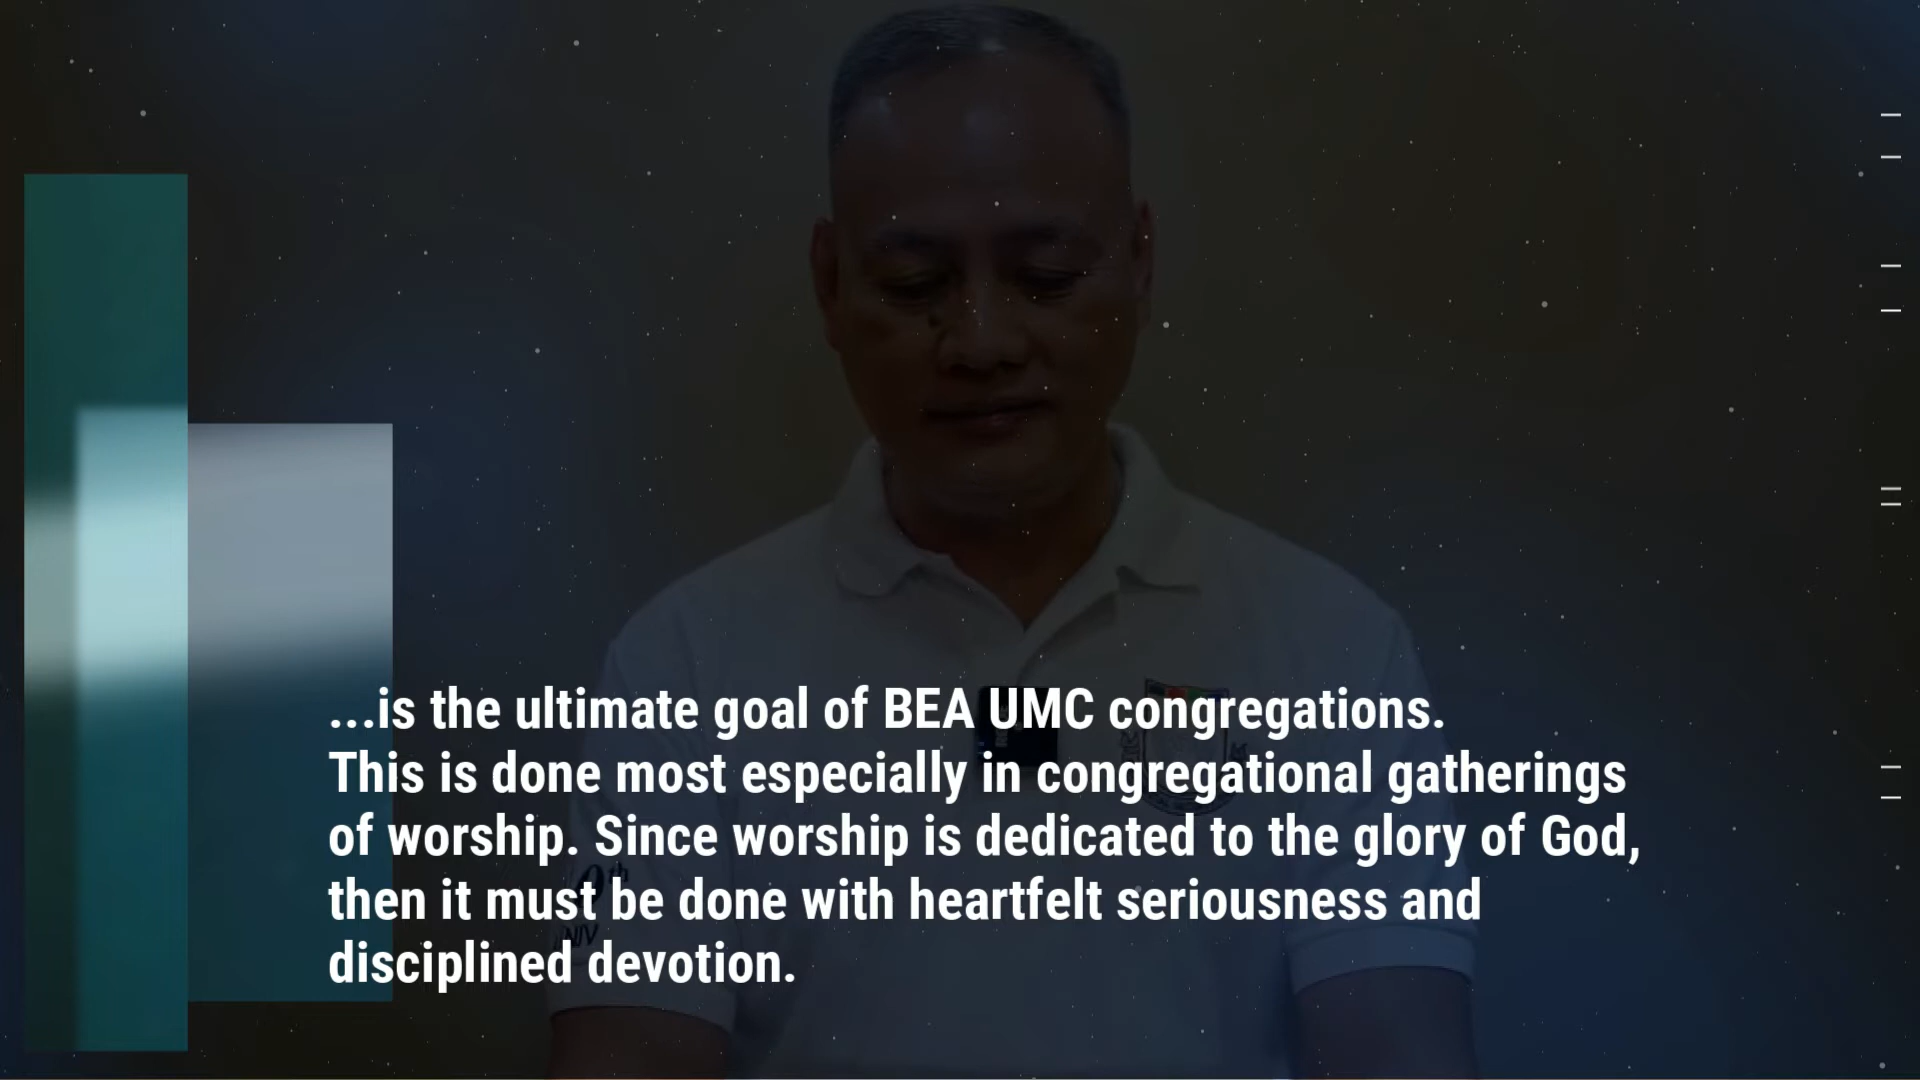 ...is the ultimate goal of BEA UMC congregations.
This is done most especially in congregational gatherings
of worship. Since worship is dedicated to the glory of God,
then it must be done with heartfelt seriousness and
disciplined devotion.